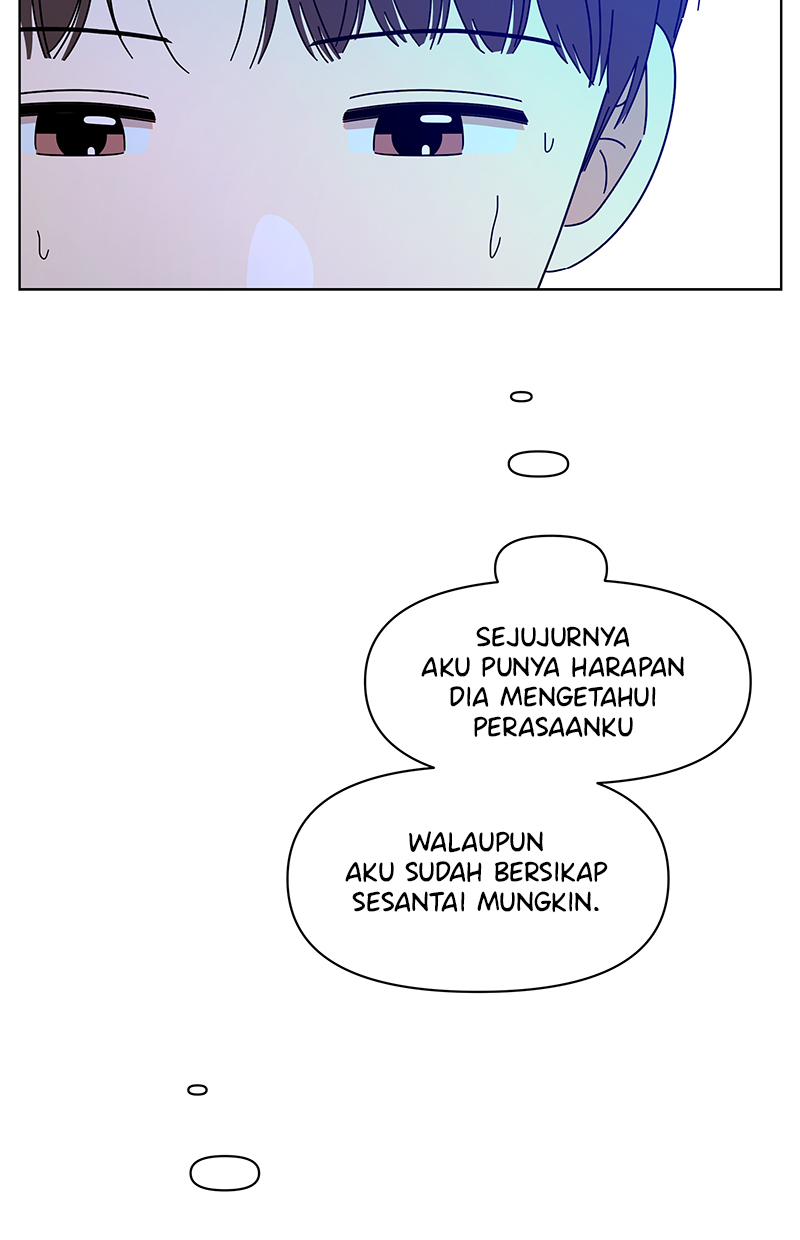 SEJUJURNYA
AKU PUNYA HARAPAN
DIA MENGETAHUI
PERASAANKU
WALAUPUN
AKU SUDAH BERSIKAP
SESANTAI MUNGKIN.